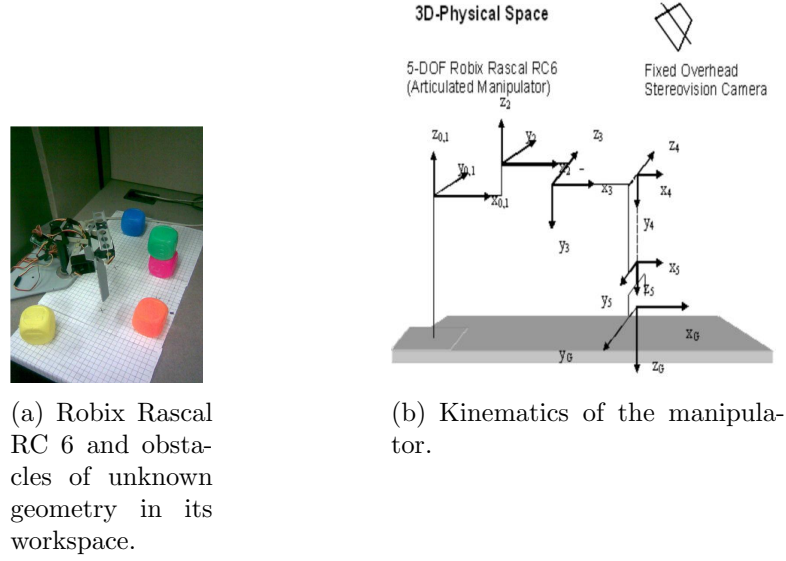 3D-Physical Space
5-DOF Robix Rascal RC6
(Articulated Manipulator)
Fixed Overhead
Stereovision Camera
z2
z0,1
y2
z3
z4
y0,1
x2
x0,1
x3
x4
y3
y4
x5
y5
z5
xG
yG
zG
(a) Robix Rascal
RC 6 and obsta-
cles of unknown
geometry in its
workspace.
(b) Kinematics of the manipula-
tor.